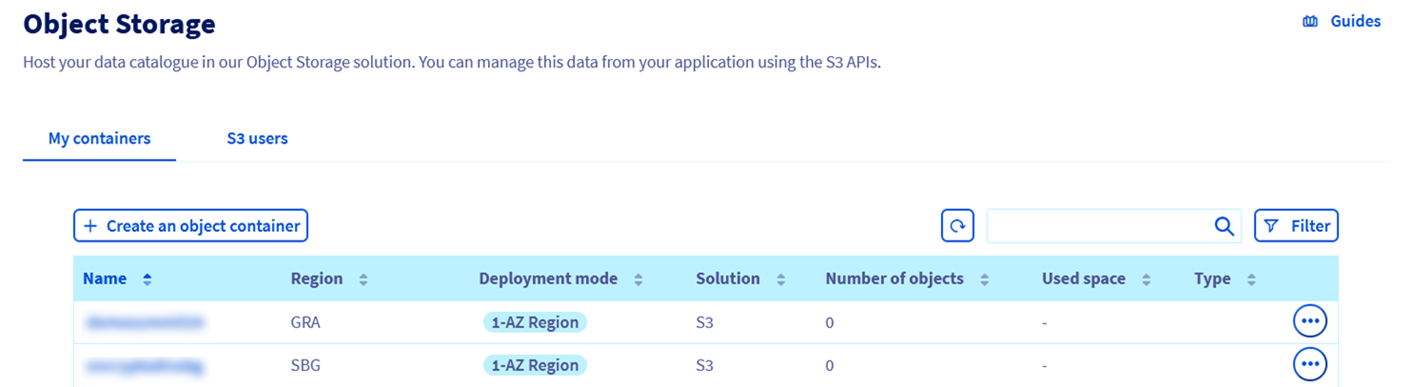 Object Storage
Guides
Host your data catalogue in our Object Storage solution. You can manage this data from your application using the S3 APIs.
My containers S3 users
+ Create an object container Filter
Name Region Deployment mode Solution Number of objects Used space Type
GRA 1-AZ Region S3 0 -
SBG 1-AZ Region S3 0 -